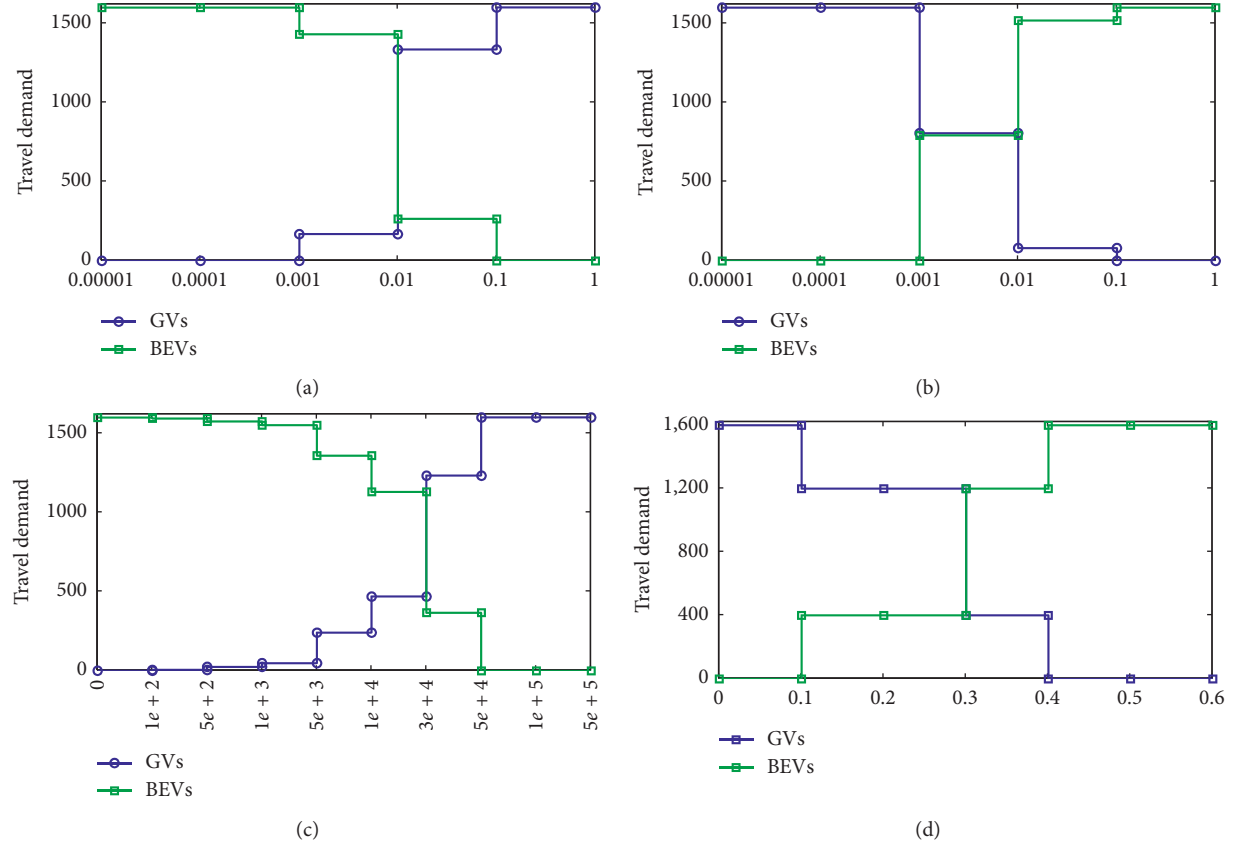 1500
1000
500
0
Travel demand
0.00001
0.0001
0.001
0.01
0.1
1
GVs
BEVs
(a)
1500
1000
500
0
Travel demand
0.00001
0.0001
0.001
0.01
0.1
1
GVs
BEVs
(b)
1500
1000
500
0
Travel demand
0
1e + 2
5e + 2
1e + 3
5e + 3
1e + 4
3e + 4
5e + 4
1e + 5
5e + 5
GVs
BEVs
(c)
1,600
1,200
800
400
0
Travel demand
0
0.1
0.2
0.3
0.4
0.5
0.6
GVs
BEVs
(d)